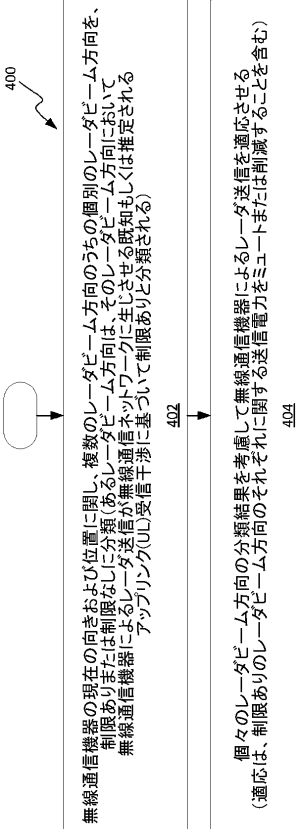 400
無線通信機器の現在の向きおよび位置に関し、複数のレーダビーム方向のうちの個別のレーダビーム方向を、
制限ありまたは制限なしに分類(あるレーダビーム方向は、そのレーダビーム方向において
無線通信機器によるレーダ送信が無線通信ネットワークに生じさせる既知もしくは推定される
アップリンク(UL)受信干渉に基づいて制限ありと分類される)
402
個々のレーダビーム方向の分類結果を考慮して無線通信機器によるレーダ送信を適応させる
(適応は、制限ありのレーダビーム方向のそれぞれに関する送信電力をミュートまたは削減することを含む)
404